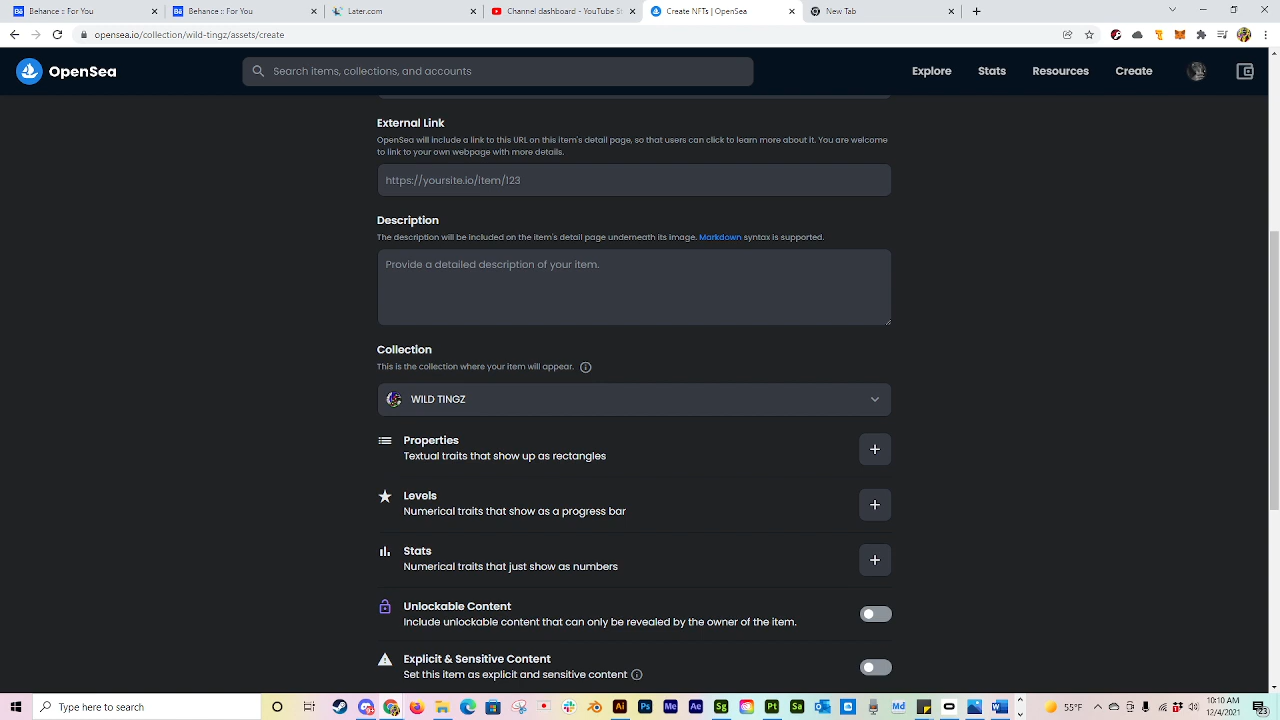 Behance :: For You
Behance :: For You
Later.com
Channel dashboard - YouTube St
Create NFTs | OpenSea
New Tab
opensea.io/collection/wild-tingz/assets/create
OpenSea
Search items, collections, and accounts
Explore
Stats
Resources
Create
External Link
OpenSea will include a link to this URL on this item's detail page, so that users can click to learn more about it. You are welcome
to link to your own webpage with more details.
https://yoursite.io/item/123
Description
The description will be included on the item's detail page underneath its image. Markdown syntax is supported.
Provide a detailed description of your item.
Collection
This is the collection where your item will appear.
WILD TINGZ
Properties
Textual traits that show up as rectangles
Levels
Numerical traits that show as a progress bar
Stats
Numerical traits that just show as numbers
Unlockable Content
Include unlockable content that can only be revealed by the owner of the item.
Explicit & Sensitive Content
Set this item as explicit and sensitive content
Type here to search
Ai
Ps
Me
Ae
Sg
Pt
Sa
Md
55°F
10:10 AM
12/4/2021